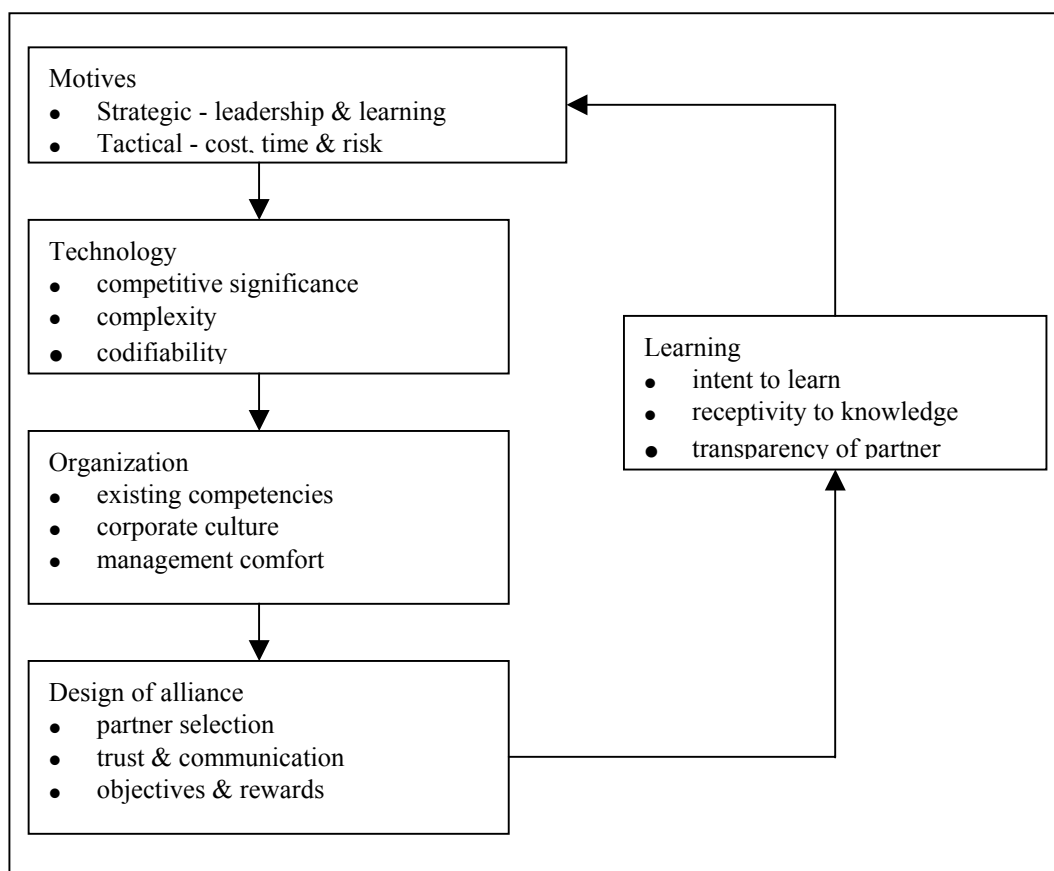 Motives
● Strategic - leadership & learning
● Tactical - cost, time & risk
Technology
● competitive significance
● complexity
● codifiability
Organization
● existing competencies
● corporate culture
● management comfort
Design of alliance
● partner selection
● trust & communication
● objectives & rewards
Learning
● intent to learn
● receptivity to knowledge
● transparency of partner